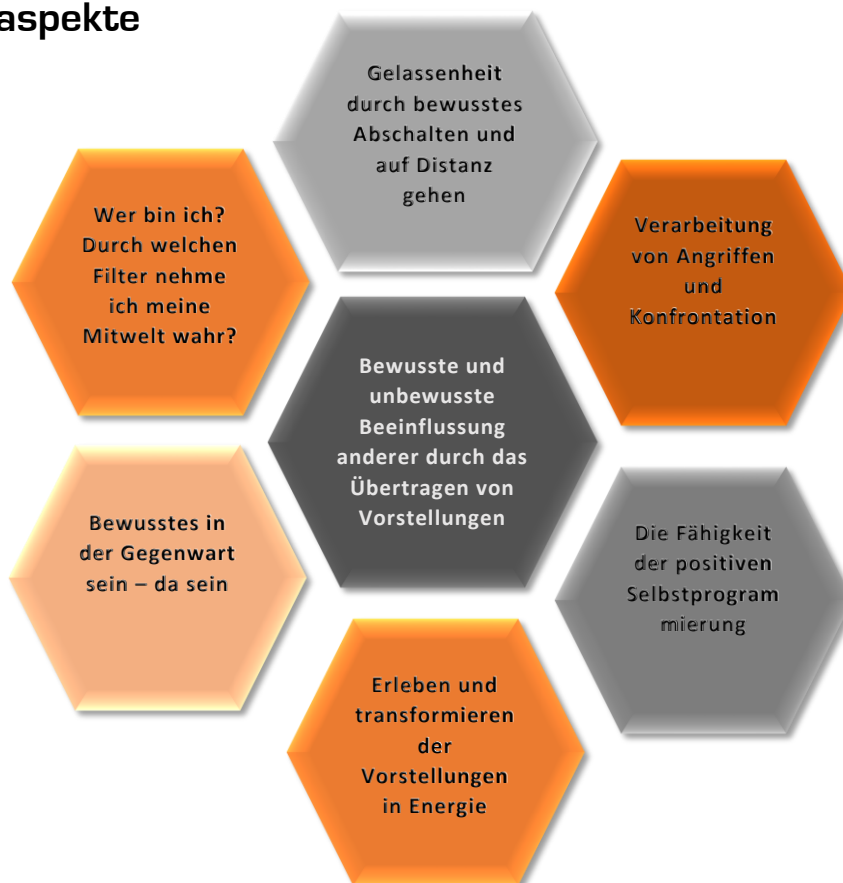 aspekte
Gelassenheit
durch bewusstes
Abschalten und
auf Distanz
gehen
Wer bin ich?
Durch welchen
Filter nehme
ich meine
Mitwelt wahr?
Verarbeitung
von Angriffen
und
Konfrontation
Bewusste und
unbewusste
Beeinflussung
anderer durch das
Übertragen von
Vorstellungen
Bewusstes in
der Gegenwart
sein – da sein
Die Fähigkeit
der positiven
Selbstprogram
mierung
Erleben und
transformieren
der
Vorstellungen
in Energie